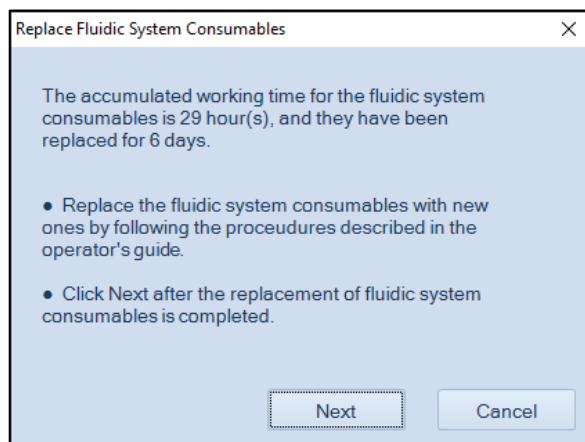 Replace Fluidic System Consumables
The accumulated working time for the fluidic system
consumables is 29 hour(s), and they have been
replaced for 6 days.
● Replace the fluidic system consumables with new
ones by following the proceudures described in the
operator's guide.
● Click Next after the replacement of fluidic system
consumables is completed.
Next
Cancel